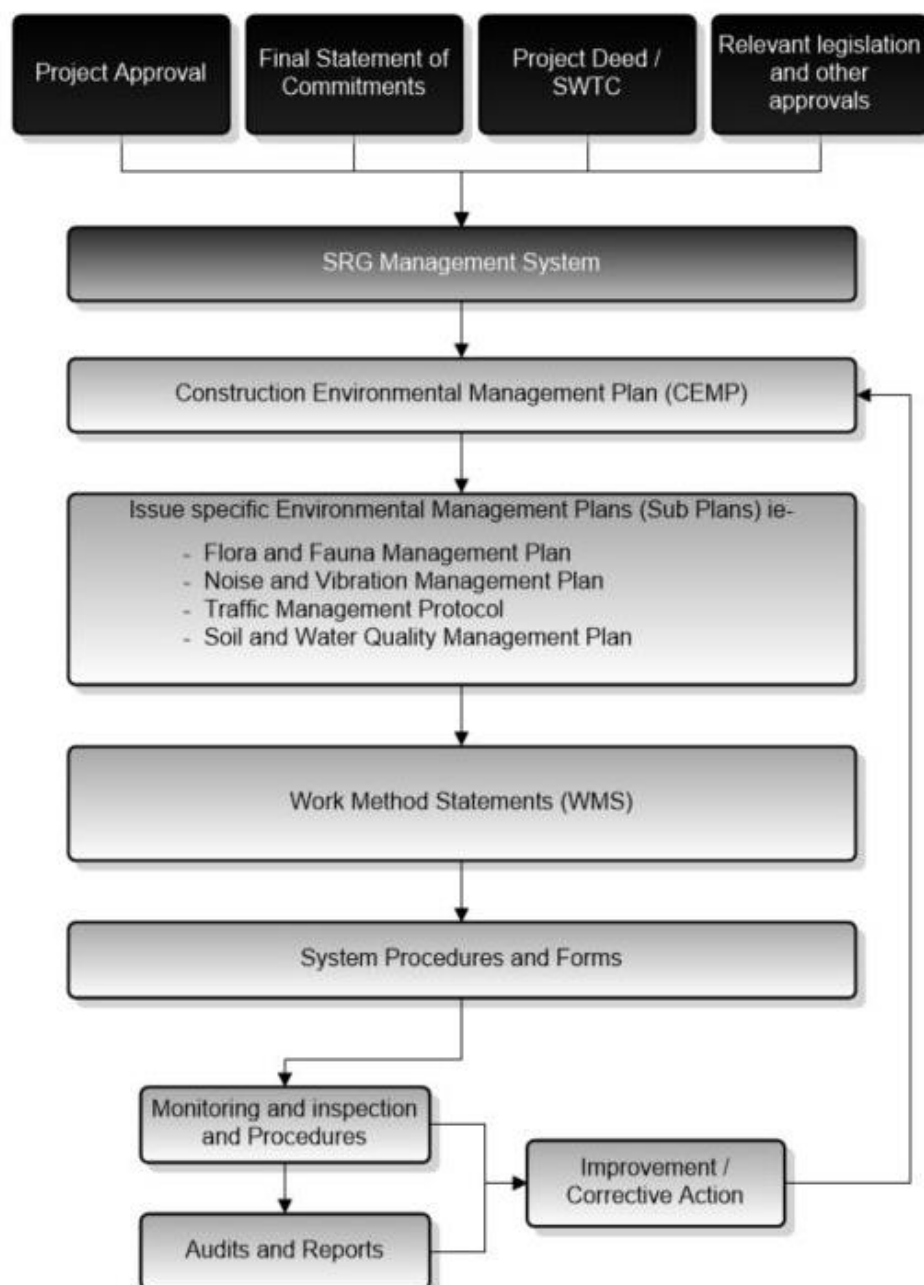 Project Approval
Final Statement of
Commitments
Project Deed /
SWTC
Relevant legislation
and other
approvals
SRG Management System
Construction Environmental Management Plan (CEMP)
Issue specific Environmental Management Plans (Sub Plans) ie-
- Flora and Fauna Management Plan
- Noise and Vibration Management Plan
- Traffic Management Protocol
- Soil and Water Quality Management Plan
Work Method Statements (WMS)
System Procedures and Forms
Monitoring and inspection
and Procedures
Improvement /
Corrective Action
Audits and Reports